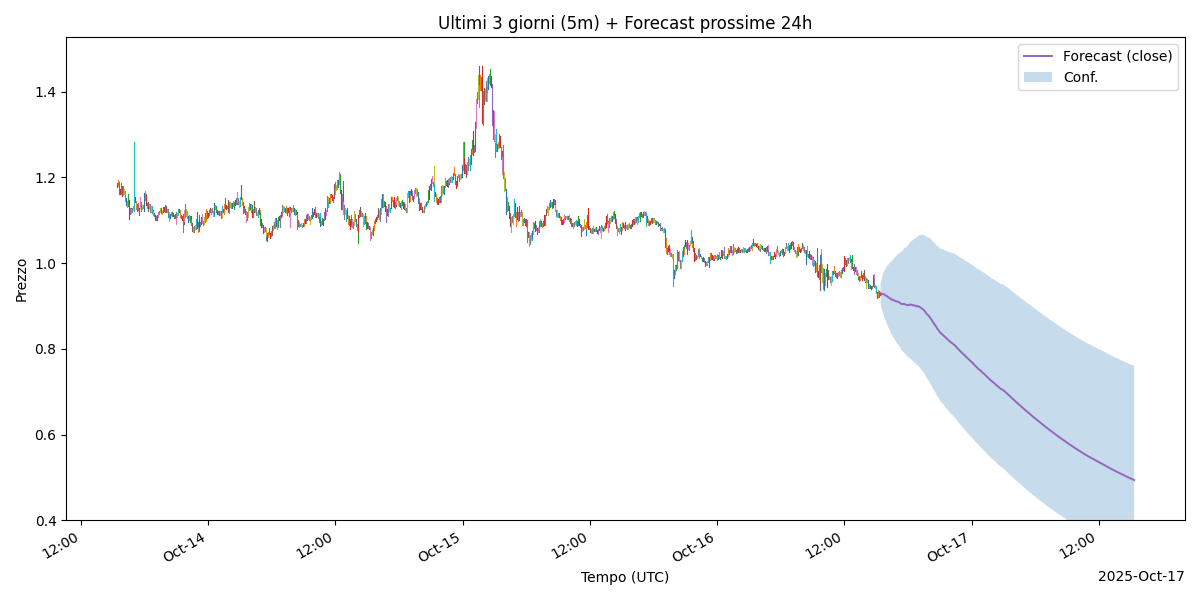 Ultimi 3 giorni (5m) + Forecast prossime 24h
Forecast (close)
Conf.
Prezzo
1.4
1.2
1.0
0.8
0.6
0.4
12:00
Oct-14
12:00
Oct-15
12:00
Oct-16
12:00
Oct-17
12:00
Tempo (UTC)
2025-Oct-17